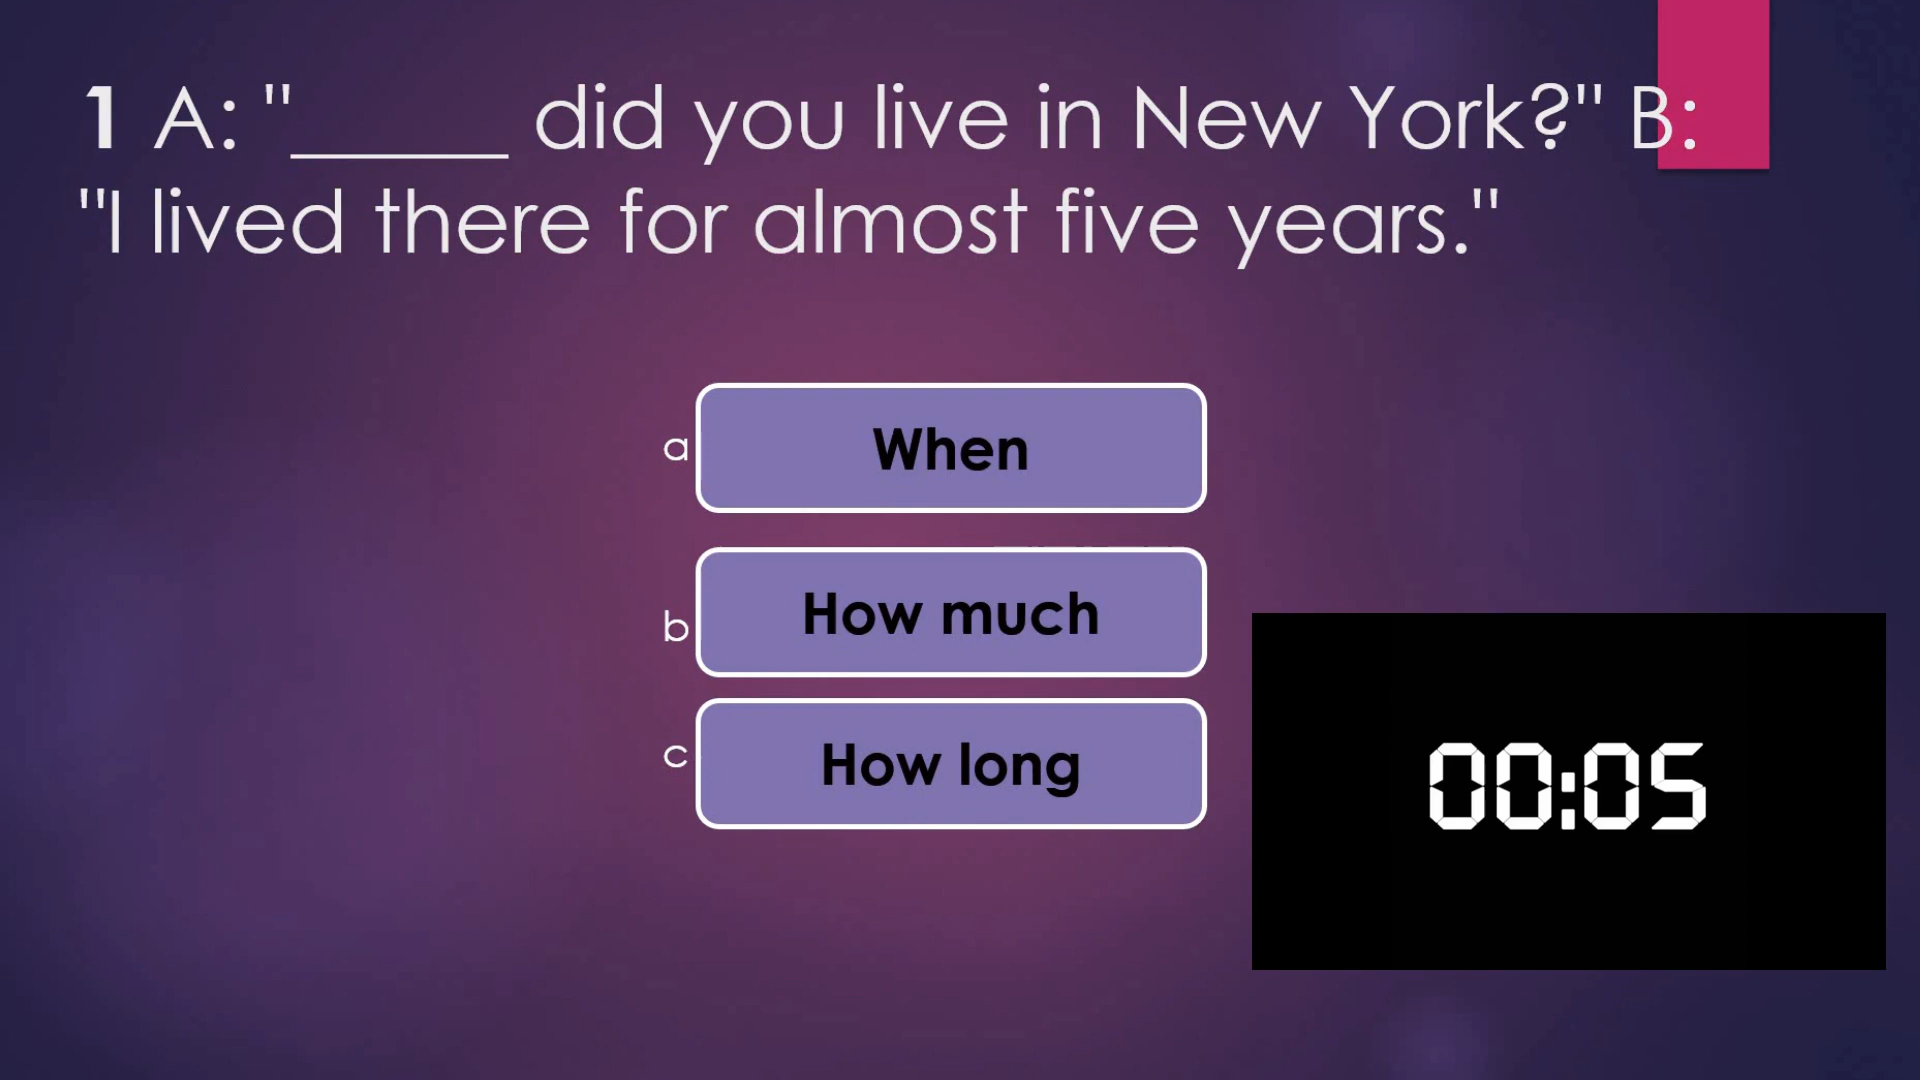 1 A: "_____ did you live in New York?" B:
"I lived there for almost five years."
a When
b How much
c How long
00:05